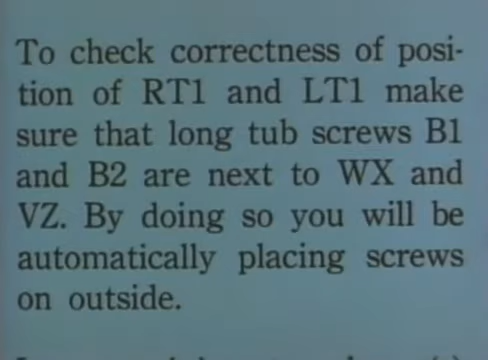 To check correctness of posi-
tion of RT1 and LT1 make
sure that long tub screws B1
and B2 are next to WX and
VZ. By doing so you will be
automatically placing screws
on outside.